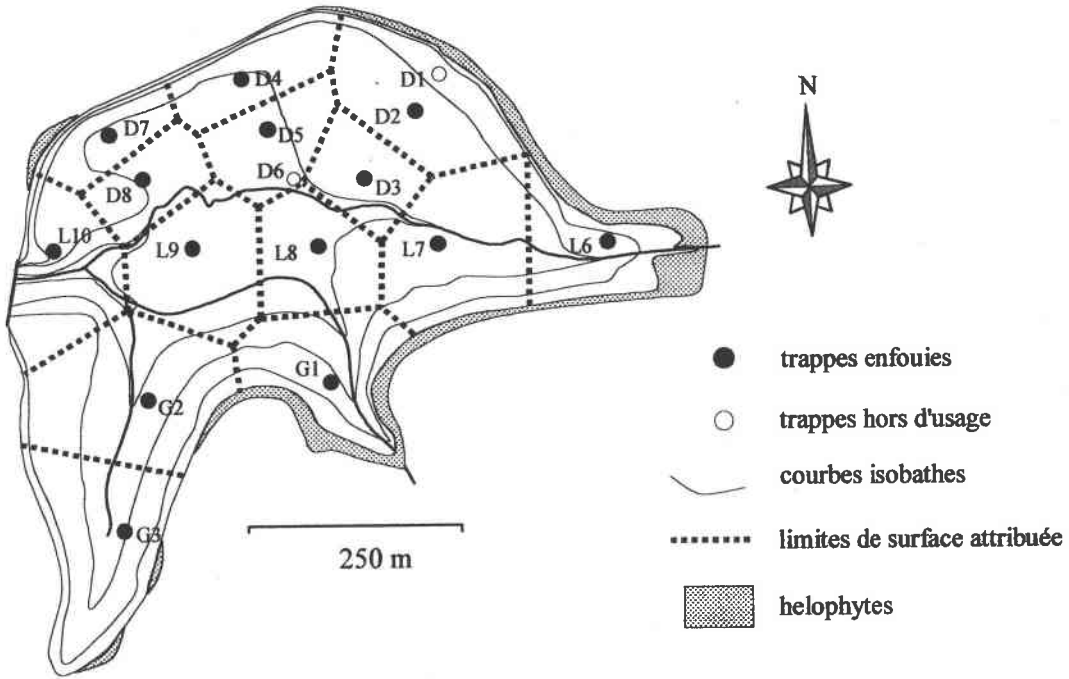 D4
D1
N
D7
D5
D2
D8
D6
D3
L10
L9
L8
L7
L6
G1
G2
G3
250 m
trappes enfouies
trappes hors d'usage
courbes isobathes
limites de surface attribuée
helophytes